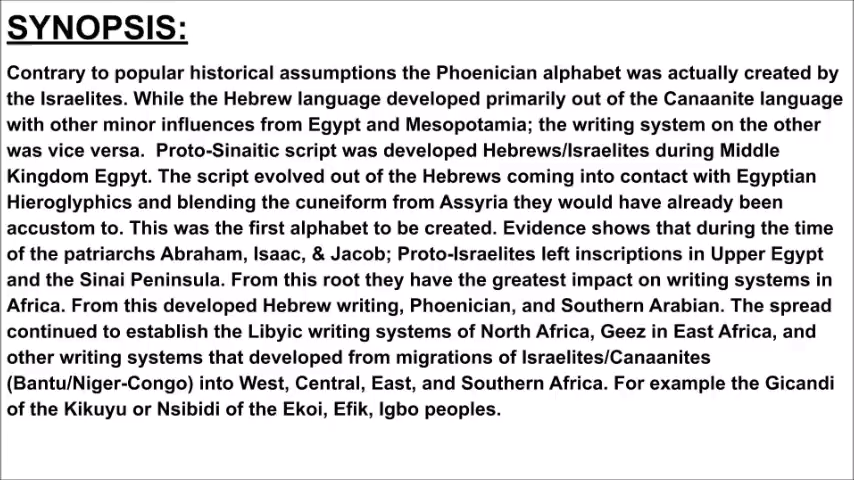 SYNOPSIS:
Contrary to popular historical assumptions the Phoenician alphabet was actually created by
the Israelites. While the Hebrew language developed primarily out of the Canaanite language
with other minor influences from Egypt and Mesopotamia; the writing system on the other
was vice versa.  Proto-Sinaitic script was developed Hebrews/Israelites during Middle
Kingdom Egpyt. The script evolved out of the Hebrews coming into contact with Egyptian
Hieroglyphics and blending the cuneiform from Assyria they would have already been
accustom to. This was the first alphabet to be created. Evidence shows that during the time
of the patriarchs Abraham, Isaac, & Jacob; Proto-Israelites left inscriptions in Upper Egypt
and the Sinai Peninsula. From this root they have the greatest impact on writing systems in
Africa. From this developed Hebrew writing, Phoenician, and Southern Arabian. The spread
continued to establish the Libyic writing systems of North Africa, Geez in East Africa, and
other writing systems that developed from migrations of Israelites/Canaanites
(Bantu/Niger-Congo) into West, Central, East, and Southern Africa. For example the Gicandi
of the Kikuyu or Nsibidi of the Ekoi, Efik, Igbo peoples.